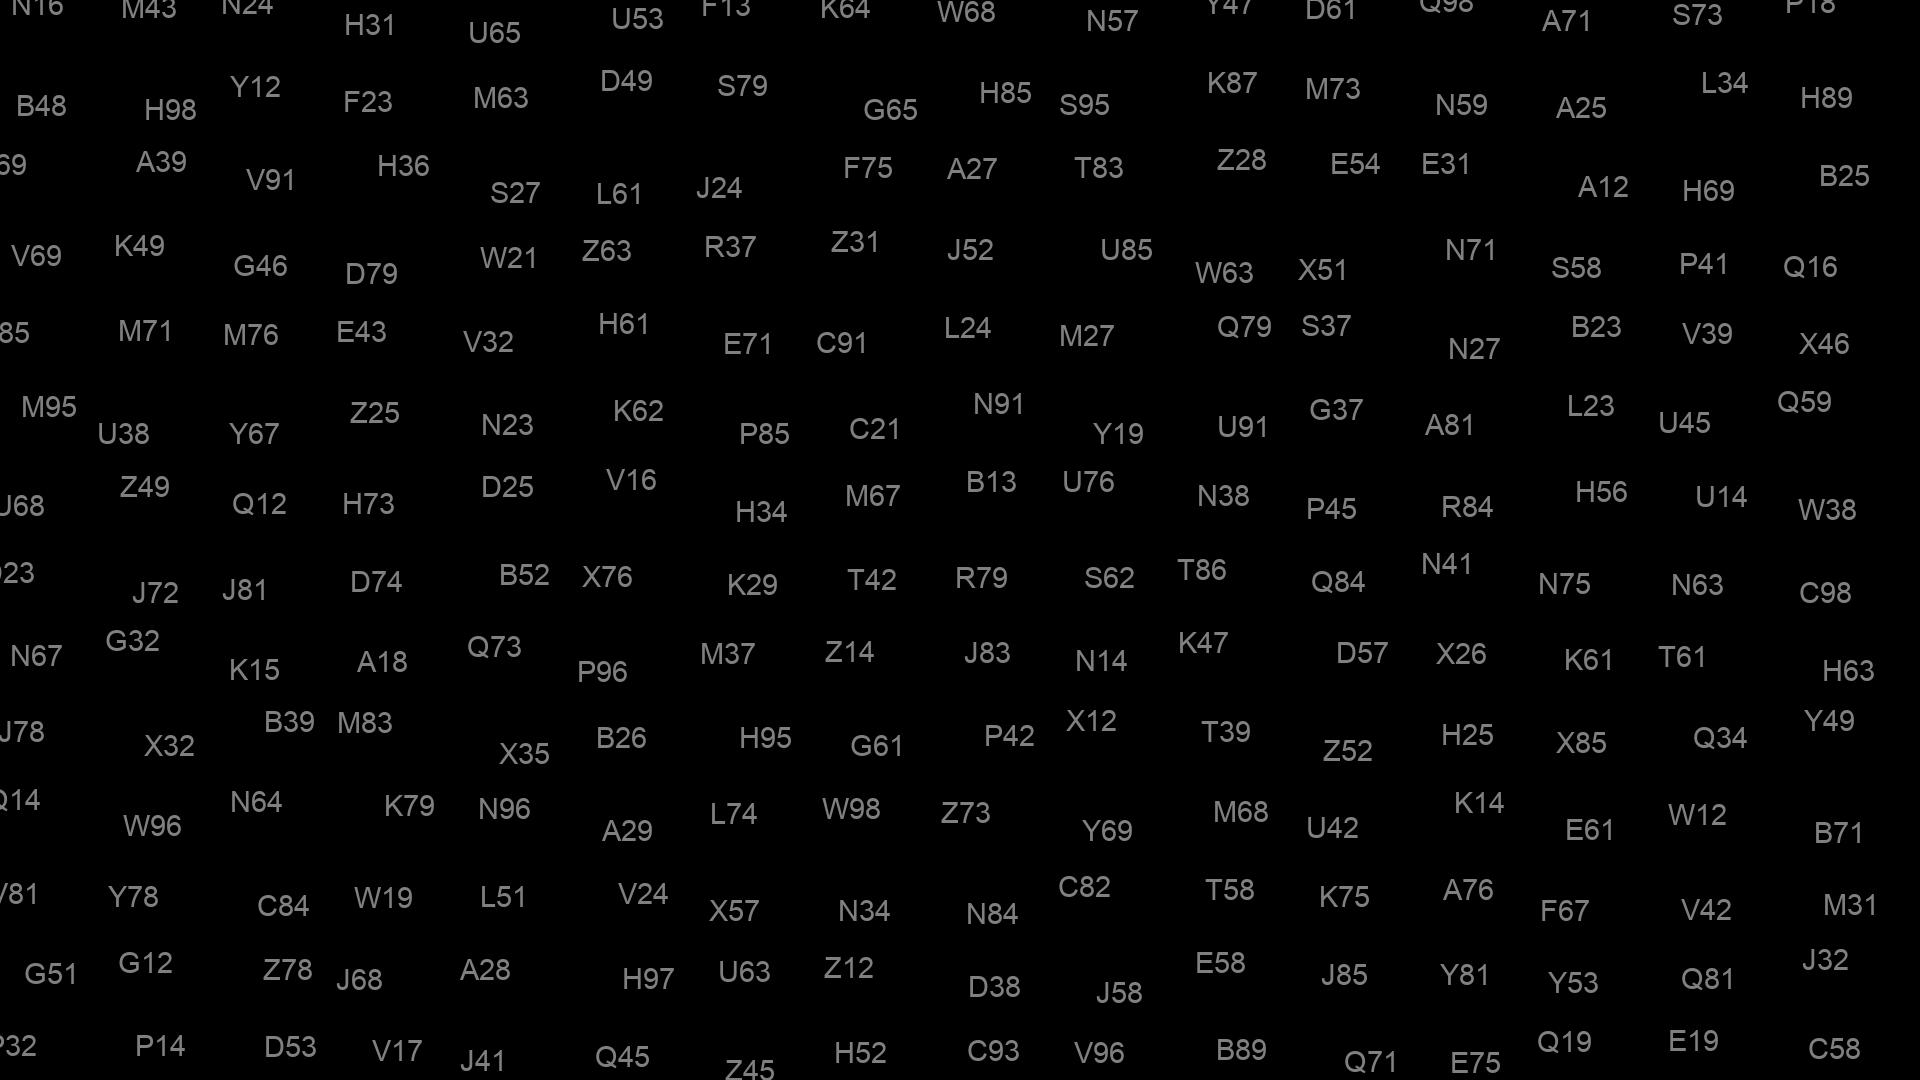 N16 M43 N24 H31 U65 U53 F13 K64 W68 N57 Y47 D61 Q98 A71 S73 P18
B48 H98 Y12 F23 M63 D49 S79 G65 H85 S95 K87 M73 N59 A25 L34 H89
69 A39 V91 H36 S27 L61 J24 F75 A27 T83 Z28 E54 E31 A12 H69 B25
V69 K49 G46 D79 W21 Z63 R37 Z31 J52 U85 W63 X51 N71 S58 P41 Q16
85 M71 M76 E43 V32 H61 E71 C91 L24 M27 Q79 S37 N27 B23 V39 X46
M95 U38 Y67 Z25 N23 K62 P85 C21 N91 Y19 U91 G37 A81 L23 U45 Q59
U68 Z49 Q12 H73 D25 V16 H34 M67 B13 U76 N38 P45 R84 H56 U14 W38
23 J72 J81 D74 B52 X76 K29 T42 R79 S62 T86 Q84 N41 N75 N63 C98
N67 G32 K15 A18 Q73 P96 M37 Z14 J83 N14 K47 D57 X26 K61 T61 H63
J78 X32 B39 M83 X35 B26 H95 G61 P42 X12 T39 Z52 H25 X85 Q34 Y49
Q14 W96 N64 K79 N96 A29 L74 W98 Z73 Y69 M68 U42 K14 E61 W12 B71
V81 Y78 C84 W19 L51 V24 X57 N34 N84 C82 T58 K75 A76 F67 V42 M31
G51 G12 Z78 J68 A28 H97 U63 Z12 D38 J58 E58 J85 Y81 Y53 Q81 J32
P32 P14 D53 V17 J41 Q45 Z45 H52 C93 V96 B89 Q71 E75 Q19 E19 C58